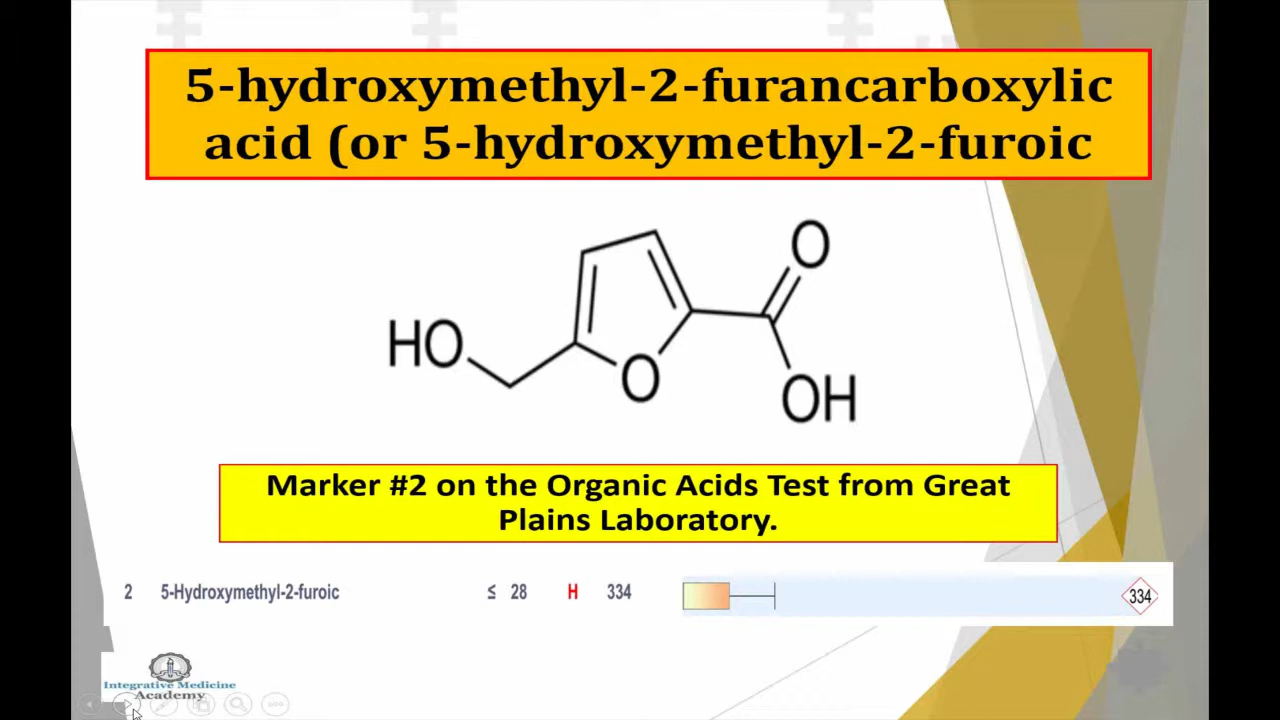 5-hydroxymethyl-2-furancarboxylic
acid (or 5-hydroxymethyl-2-furoic
O
HO
O
OH
Marker #2 on the Organic Acids Test from Great
Plains Laboratory.
2 5-Hydroxymethyl-2-furoic ≤ 28 H 334 334
Integrative Medicine
Academy